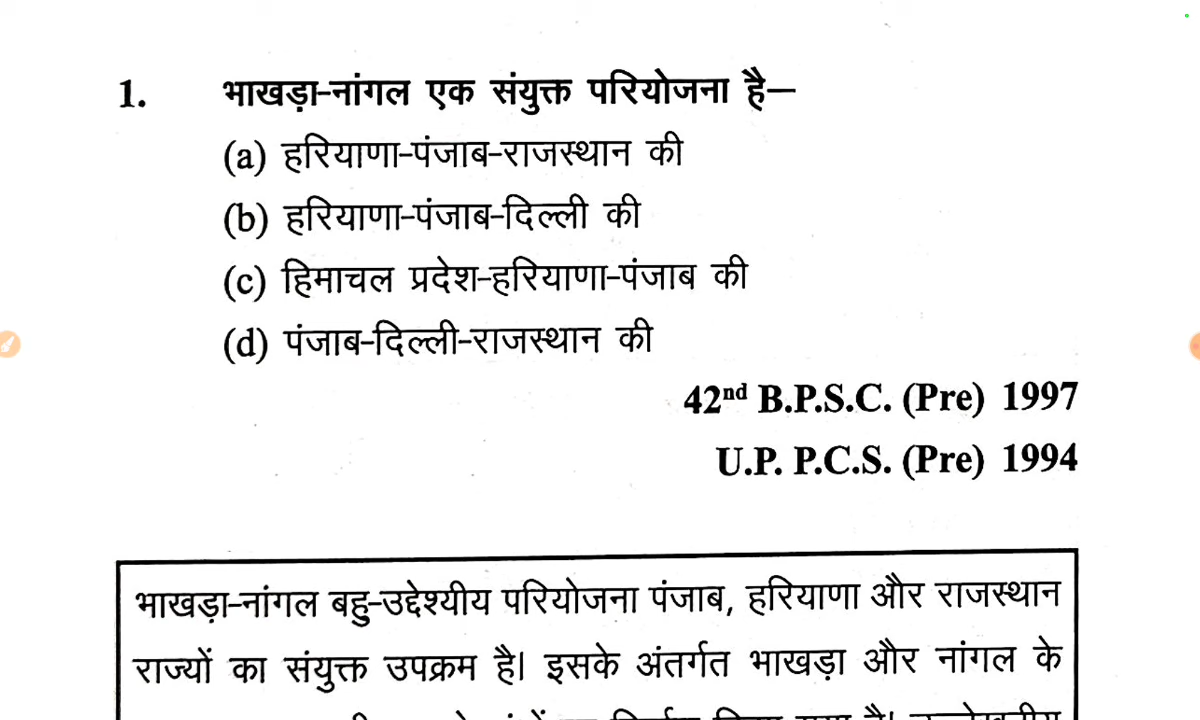 1. भाखड़ा-नांगल एक संयुक्त परियोजना है—
(a) हरियाणा-पंजाब-राजस्थान की
(b) हरियाणा-पंजाब-दिल्ली की
(c) हिमाचल प्रदेश-हरियाणा-पंजाब की
(d) पंजाब-दिल्ली-राजस्थान की
42nd B.P.S.C. (Pre) 1997
U.P. P.C.S. (Pre) 1994
भाखड़ा-नांगल बहु-उद्देश्यीय परियोजना पंजाब, हरियाणा और राजस्थान
राज्यों का संयुक्त उपक्रम है। इसके अंतर्गत भाखड़ा और नांगल के